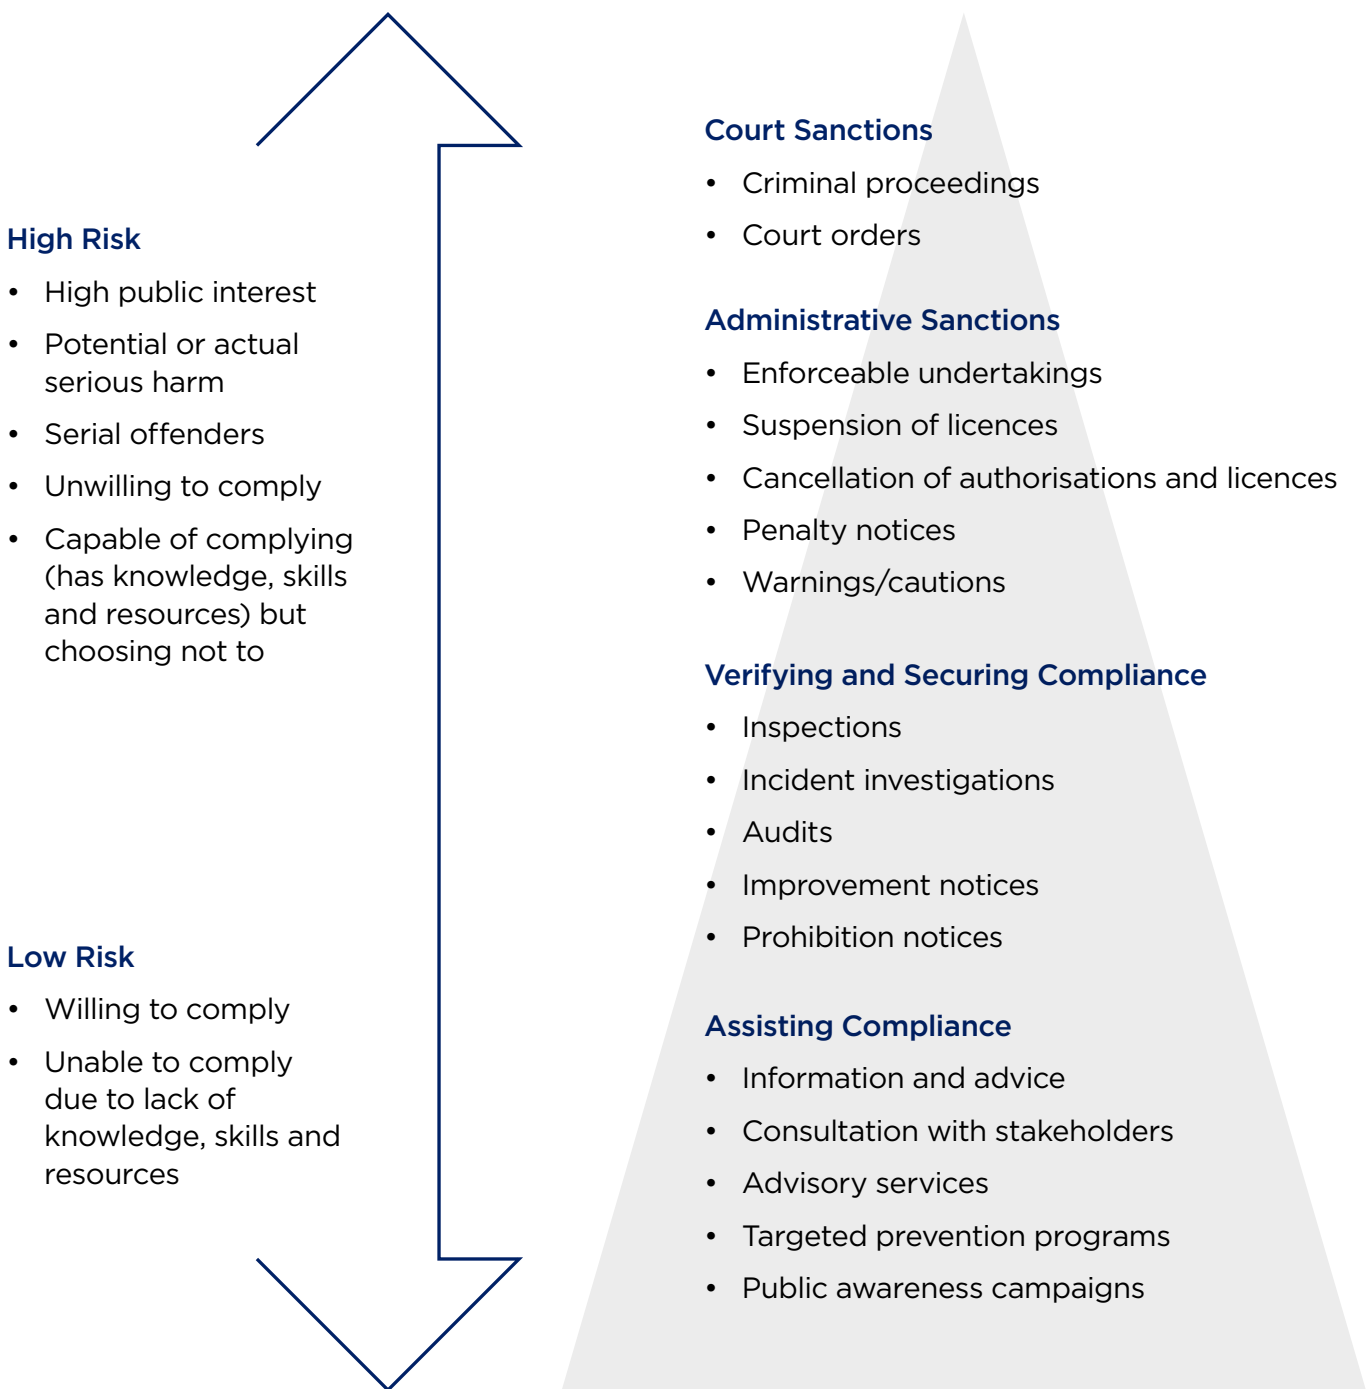 High Risk
• High public interest
• Potential or actual
serious harm
• Serial offenders
• Unwilling to comply
• Capable of complying
(has knowledge, skills
and resources) but
choosing not to
Low Risk
• Willing to comply
• Unable to comply
due to lack of
knowledge, skills and
resources
Court Sanctions
• Criminal proceedings
• Court orders
Administrative Sanctions
• Enforceable undertakings
• Suspension of licences
• Cancellation of authorisations and licences
• Penalty notices
• Warnings/cautions
Verifying and Securing Compliance
• Inspections
• Incident investigations
• Audits
• Improvement notices
• Prohibition notices
Assisting Compliance
• Information and advice
• Consultation with stakeholders
• Advisory services
• Targeted prevention programs
• Public awareness campaigns